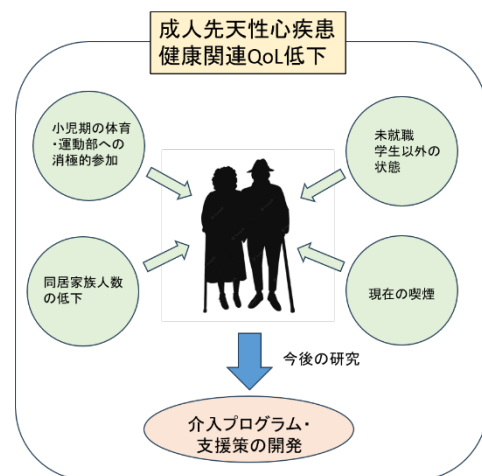 成人先天性心疾患
健康関連QoL低下
小児期の体育
・運動部への
消極的参加
未就職
学生以外の
状態
同居家族人数
の低下
現在の喫煙
今後の研究
介入プログラム・
支援策の開発